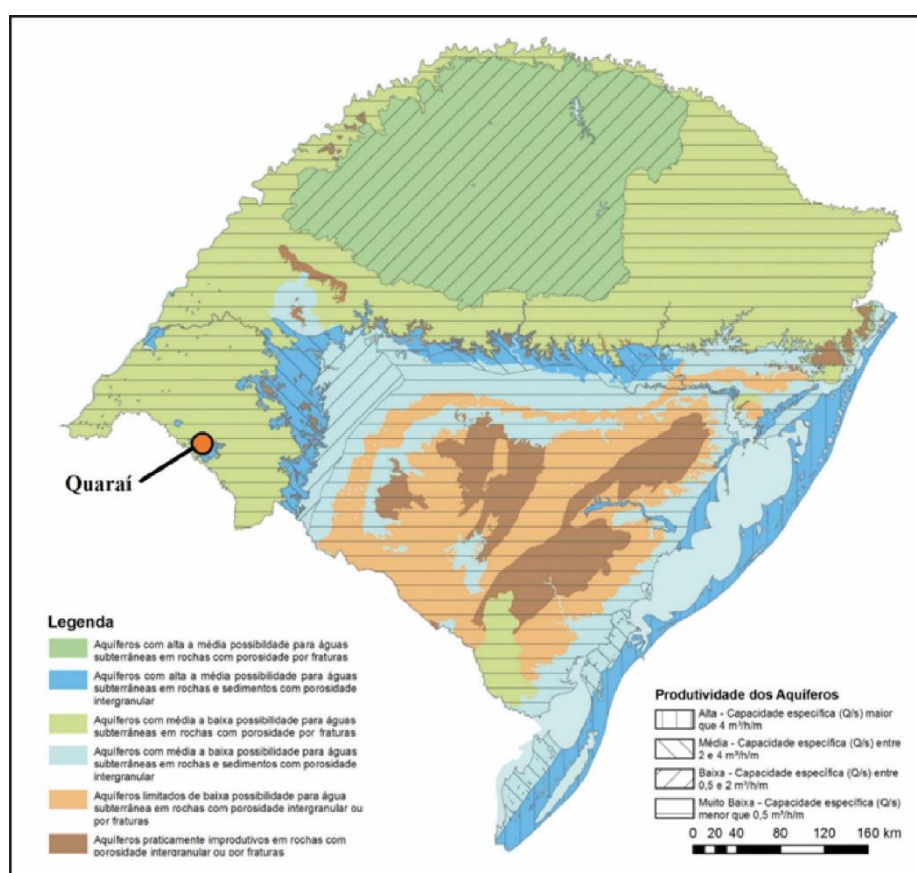 Quaraí
Legenda
Aquíferos com alta a média possibildade para águas
subterrâneas em rochas com porosidade por fraturas
Aquíferos com alta a média possibilidade para águas
subterrâneas em rochas e sedimentos com porosidade
intergranular
Aquíferos com média a baixa possibilidade para águas
subterrâneas em rochas com porosidade por fraturas
Aquíferos com média a baixa possibilidade para águas
subterrâneas em rochas e sedimentos com porosidade
intergranular
Aquíferos limitados de baixa possibilidade para água
subterrânea em rochas com porosidade intergranular ou
por fraturas
Aquíferos praticamente improdutivos em rochas com
porosidade intergranular ou por fraturas
Produtividade dos Aquíferos
Alta - Capacidade específica (Q/s) maior
que 4 m³/h/m
Média - Capacidade específica (Q/s) entre
2 e 4 m³/h/m
Baixa - Capacidade específica (Q/s) entre
0,5 e 2 m³/h/m
Muito Baixa - Capacidade específica (Q/s)
menor que 0,5 m³/h/m
0 20 40 80 120 160 km